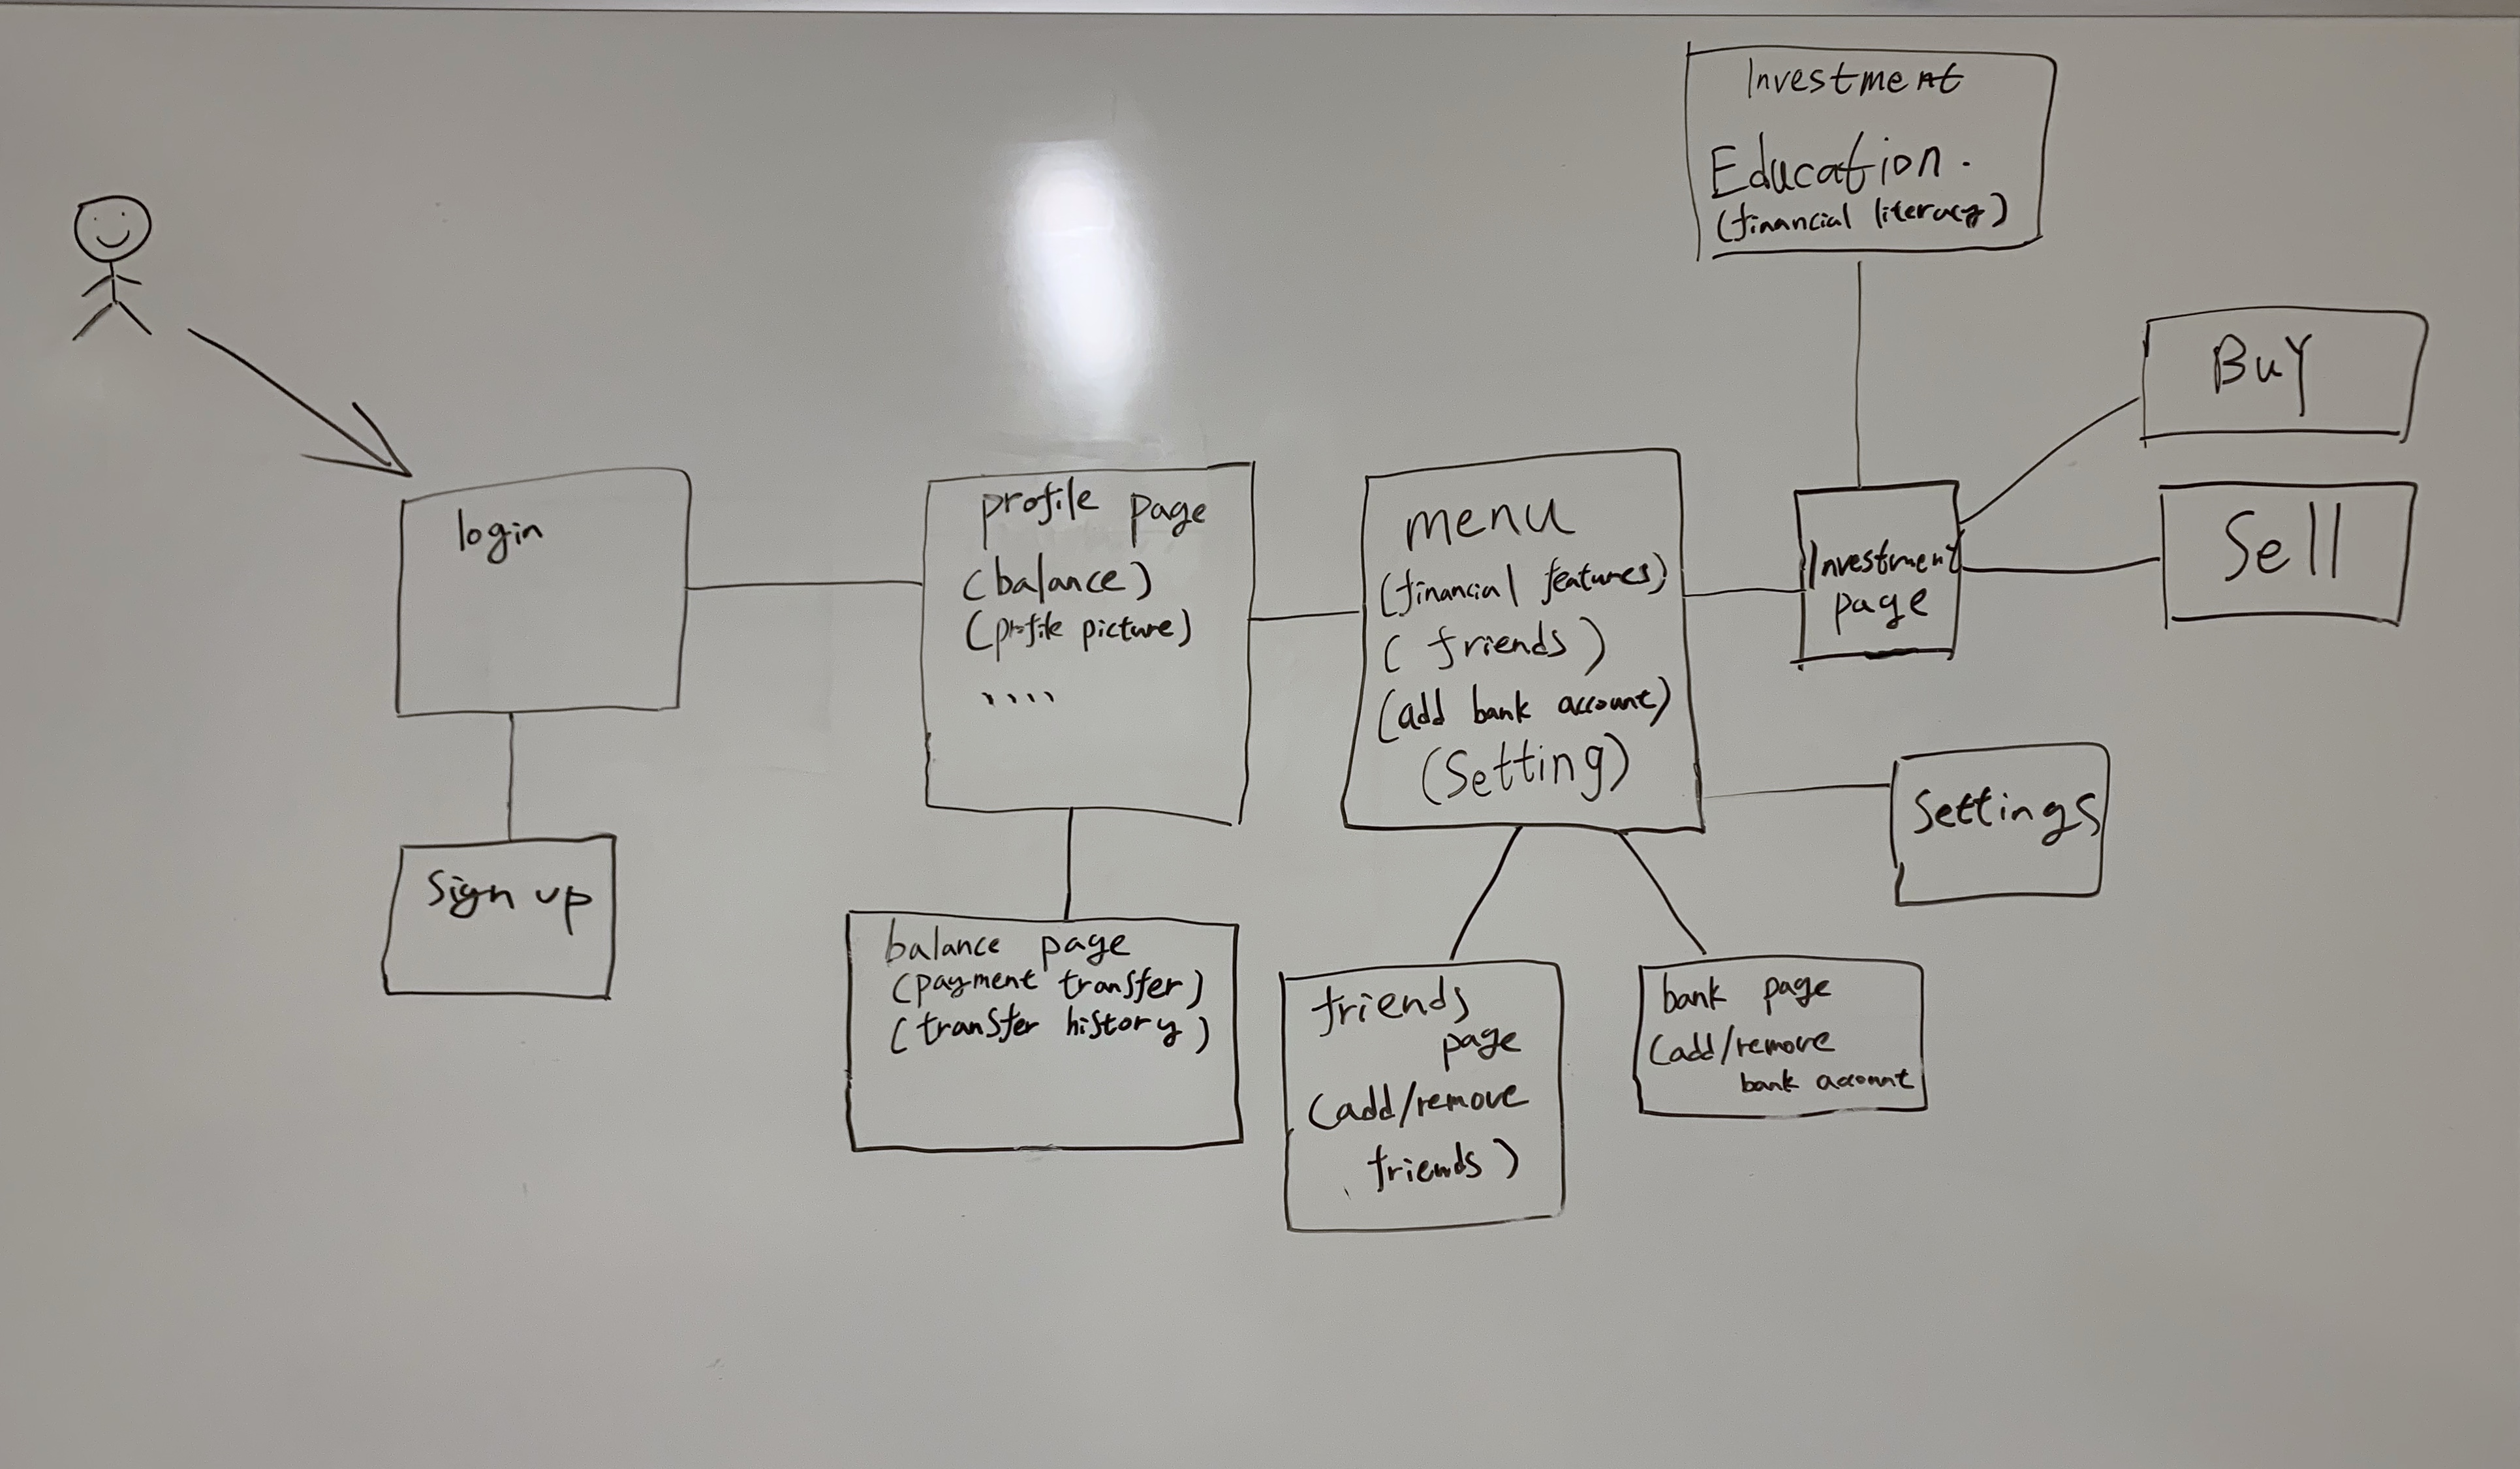 Investment
Education.
(financial literacy)
Buy
Sell
login
profile page
(balance)
(profile picture)
....
menu
(financial features)
(friends)
(add bank account)
(Setting)
Investment
page
Settings
Sign up
balance page
(payment transfer)
(transfer history)
friends
page
(add/remove
friends)
bank page
(add/remove
bank account